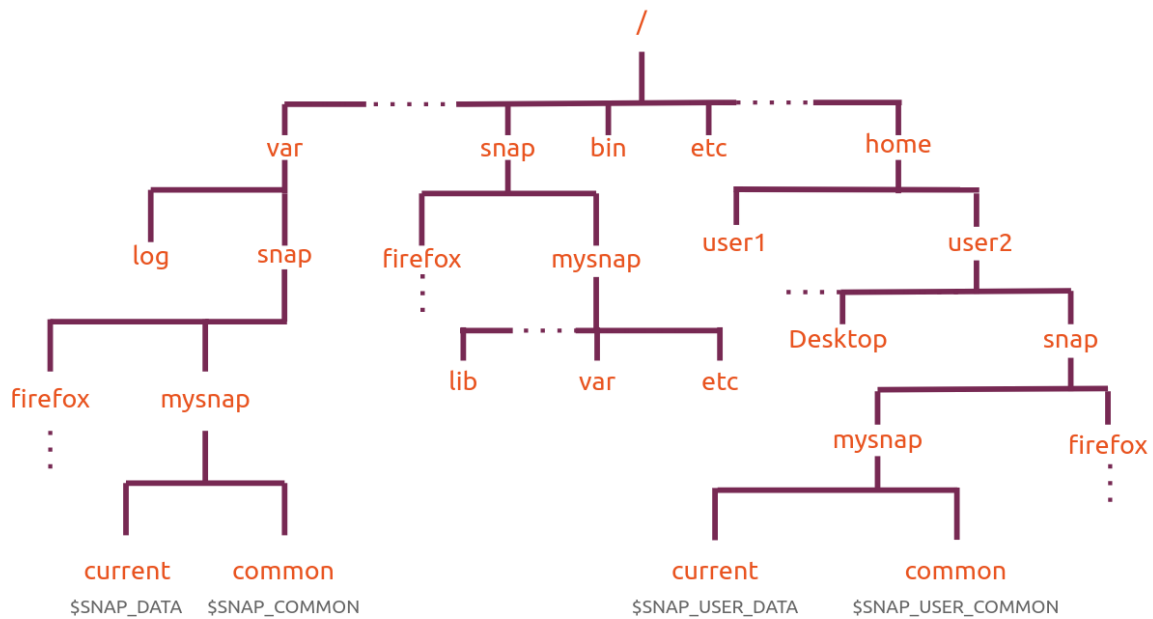 /
var snap bin etc home
log snap firefox mysnap user1 user2
Desktop snap
firefox mysnap lib var etc
mysnap firefox
current common current common
$SNAP_DATA $SNAP_COMMON $SNAP_USER_DATA $SNAP_USER_COMMON